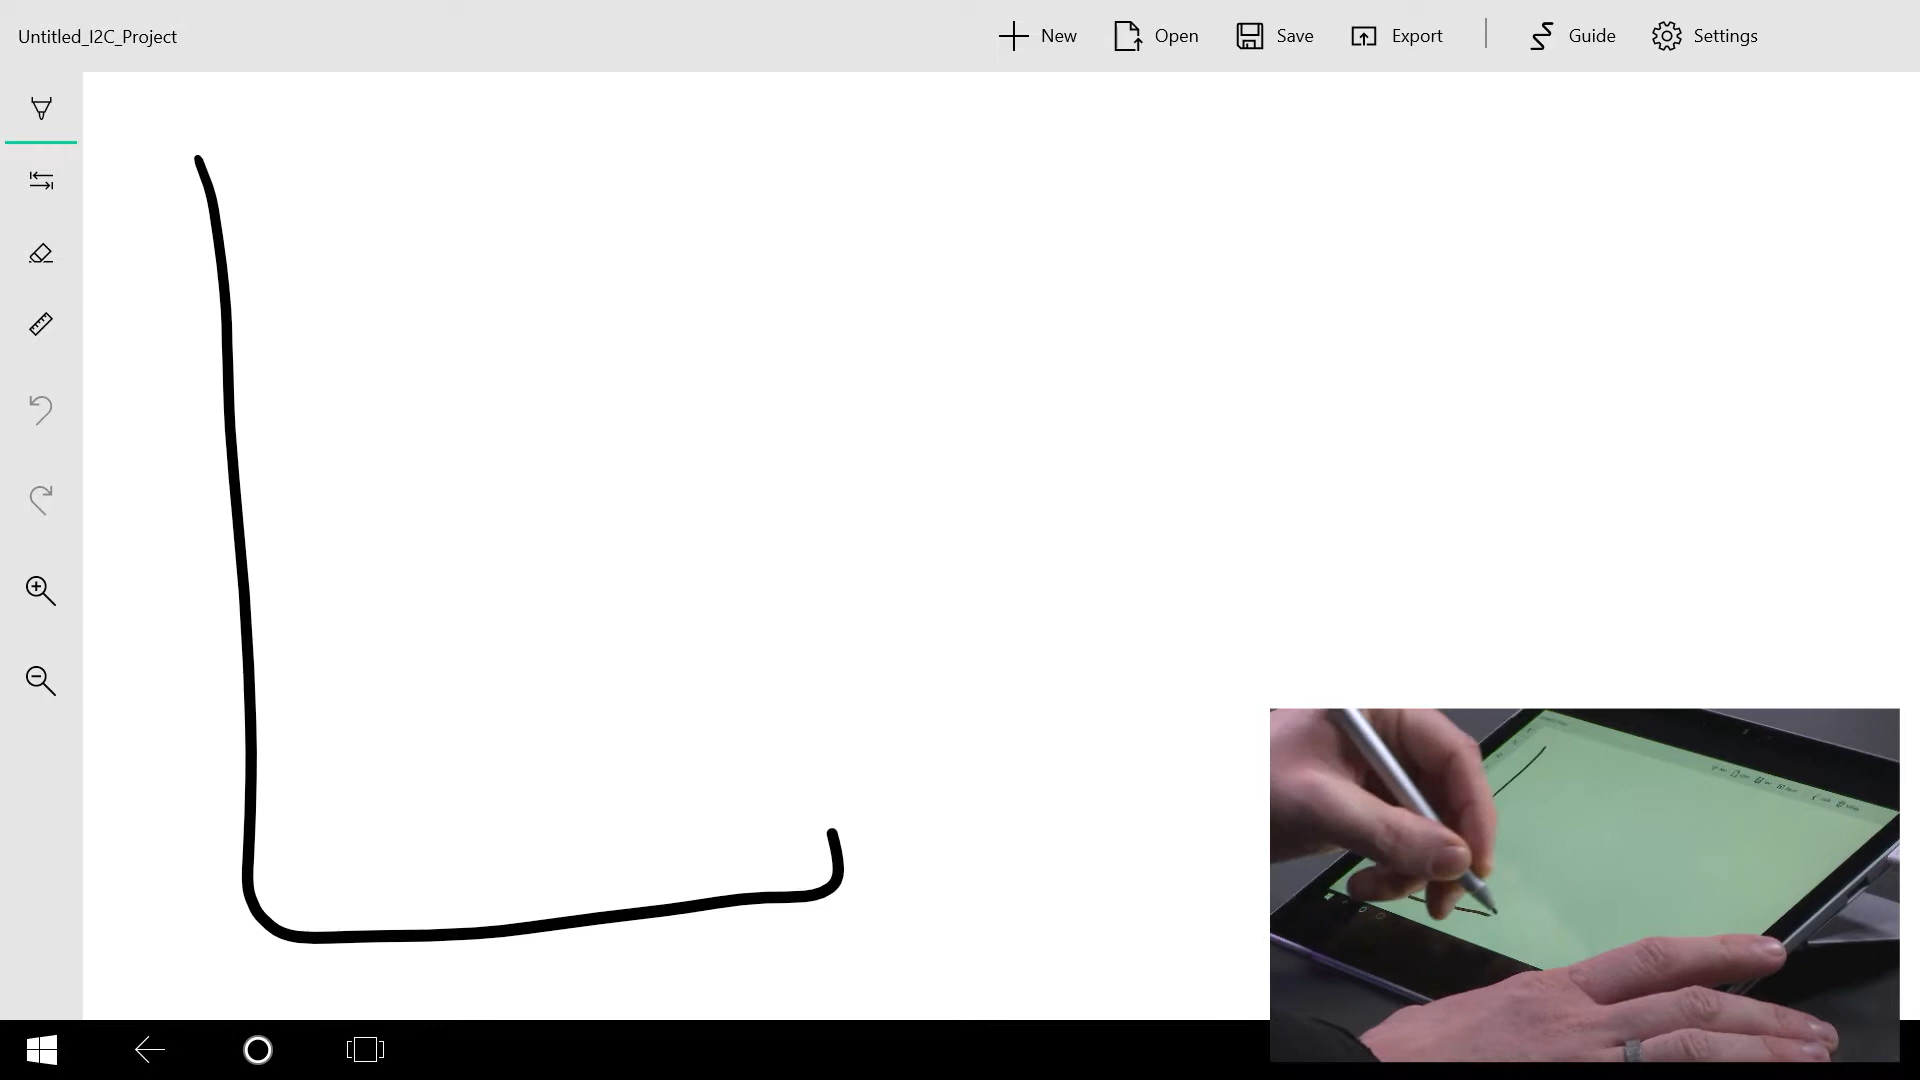 Untitled_I2C_Project
New
Open
Save
Export
Guide
Settings